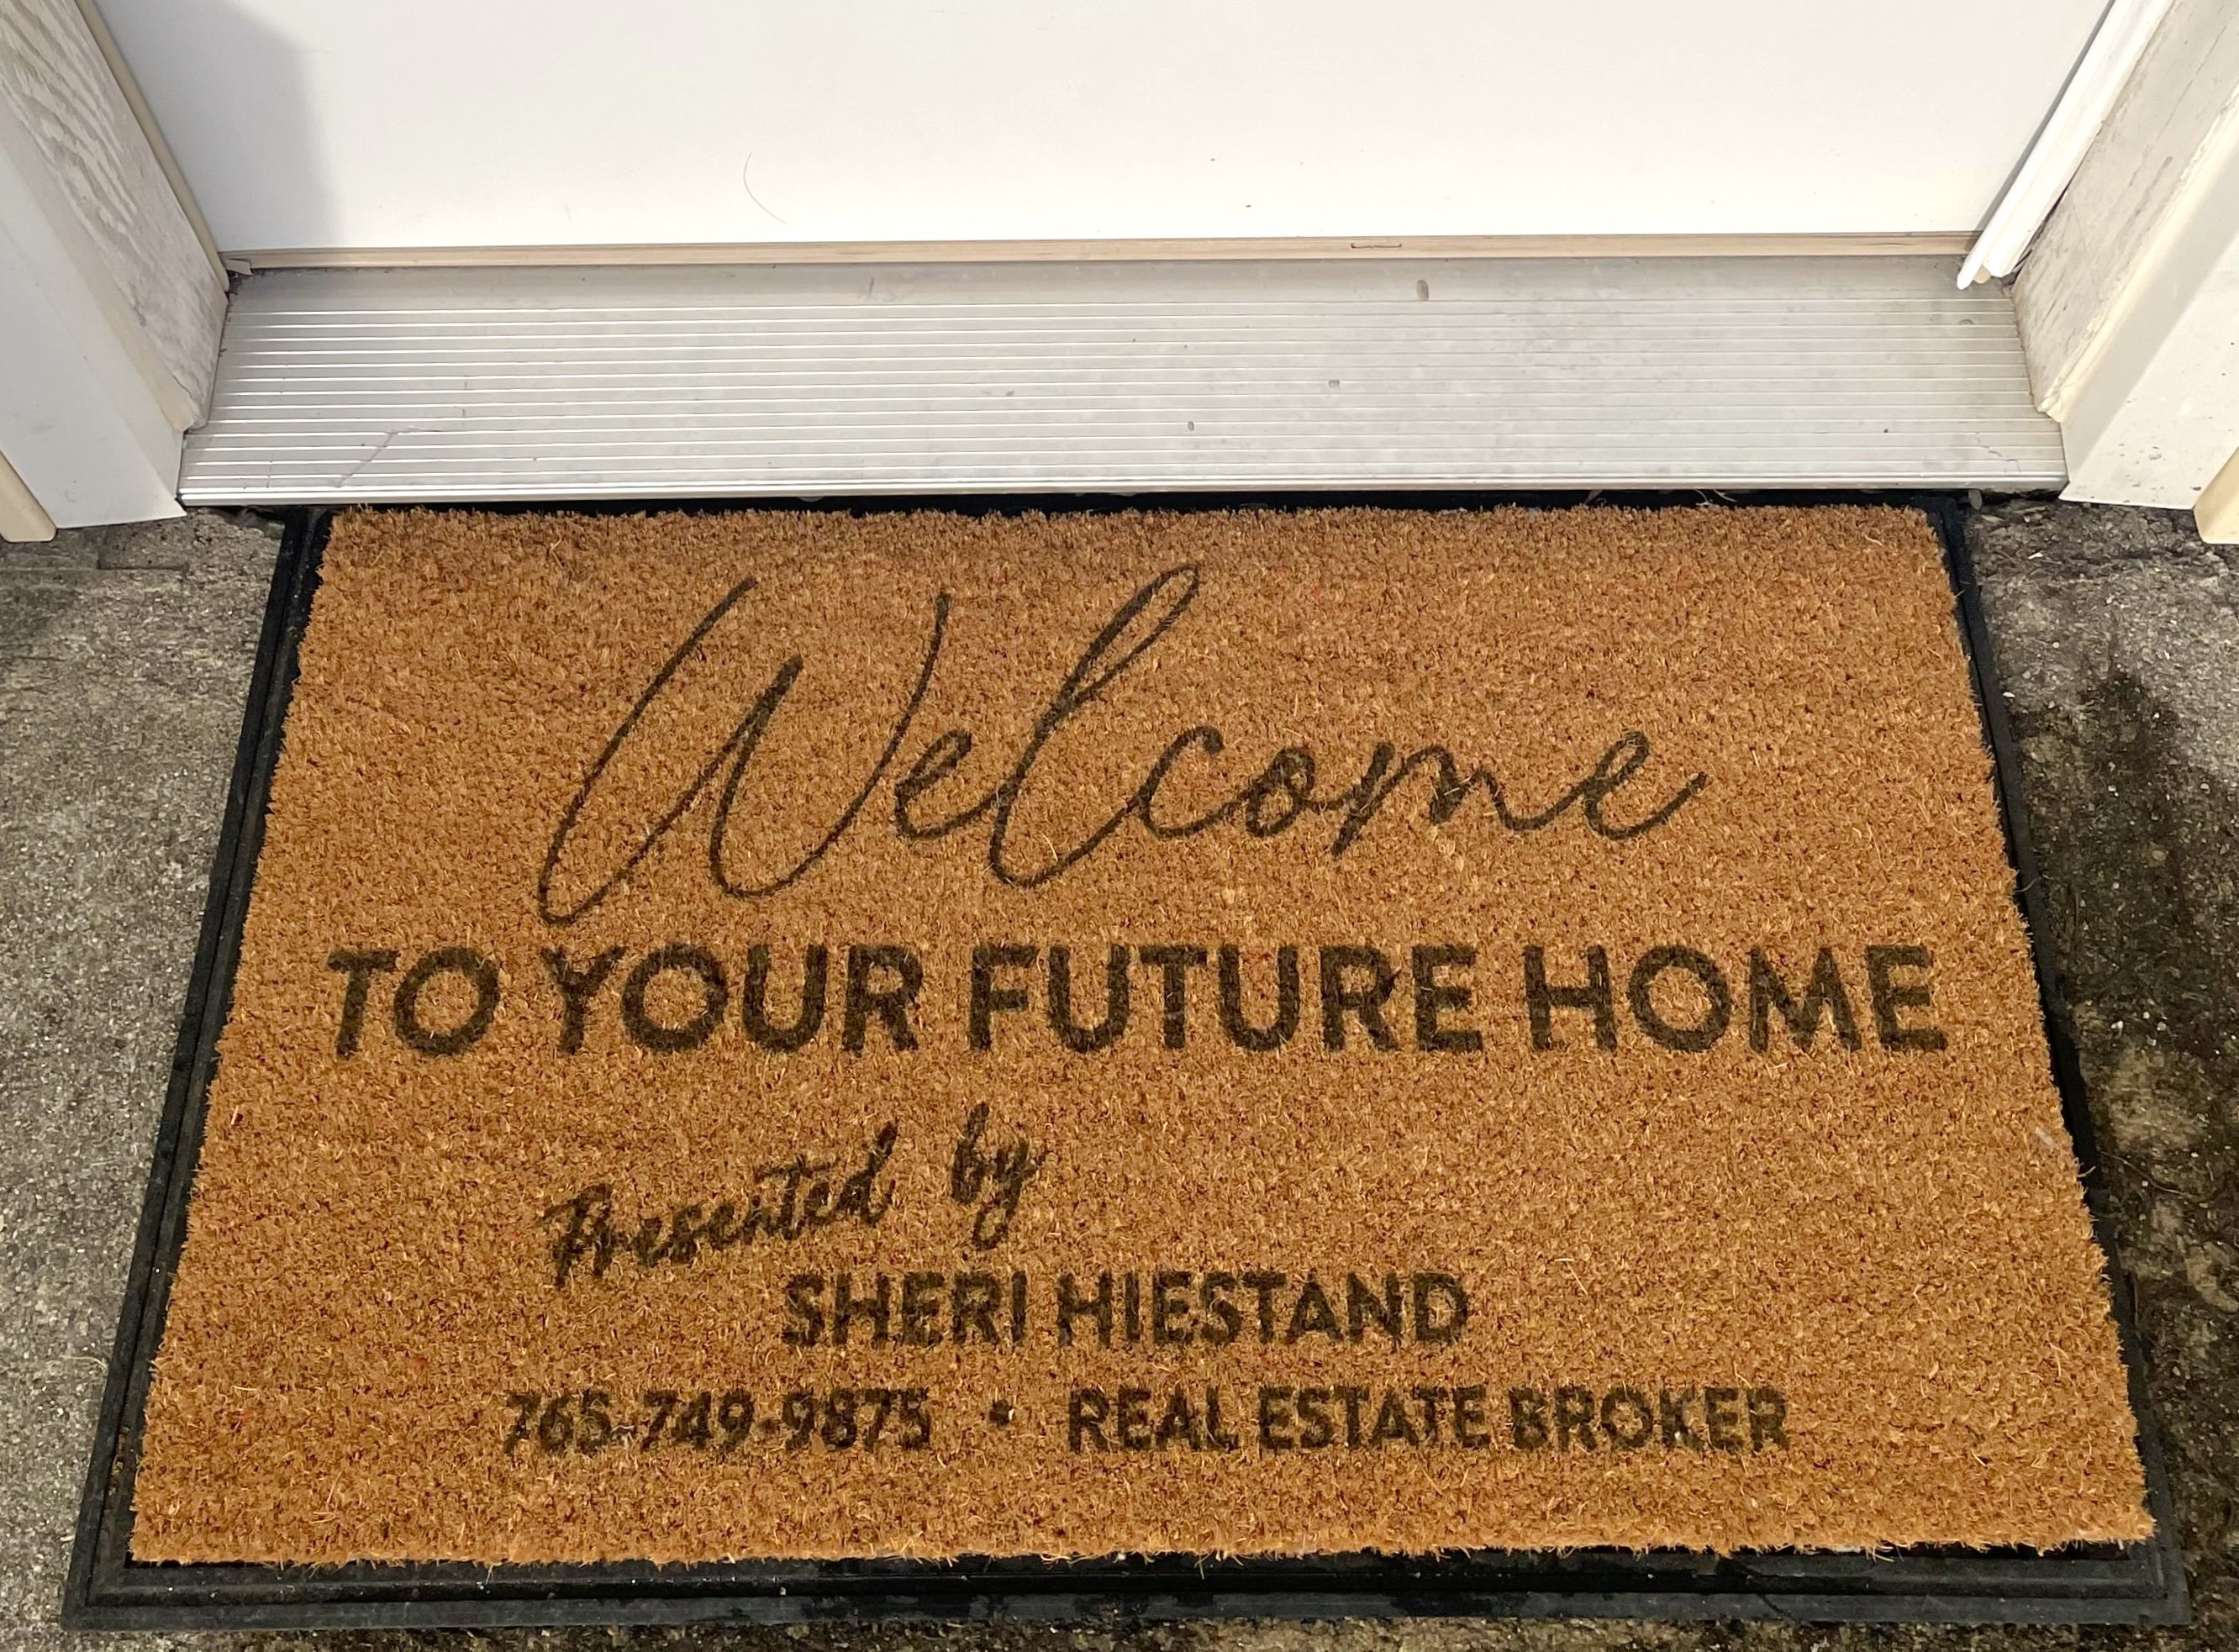 Welcome
TO YOUR FUTURE HOME
Presented by
SHERI HIESTAND
765-749-9875 • REAL ESTATE BROKER